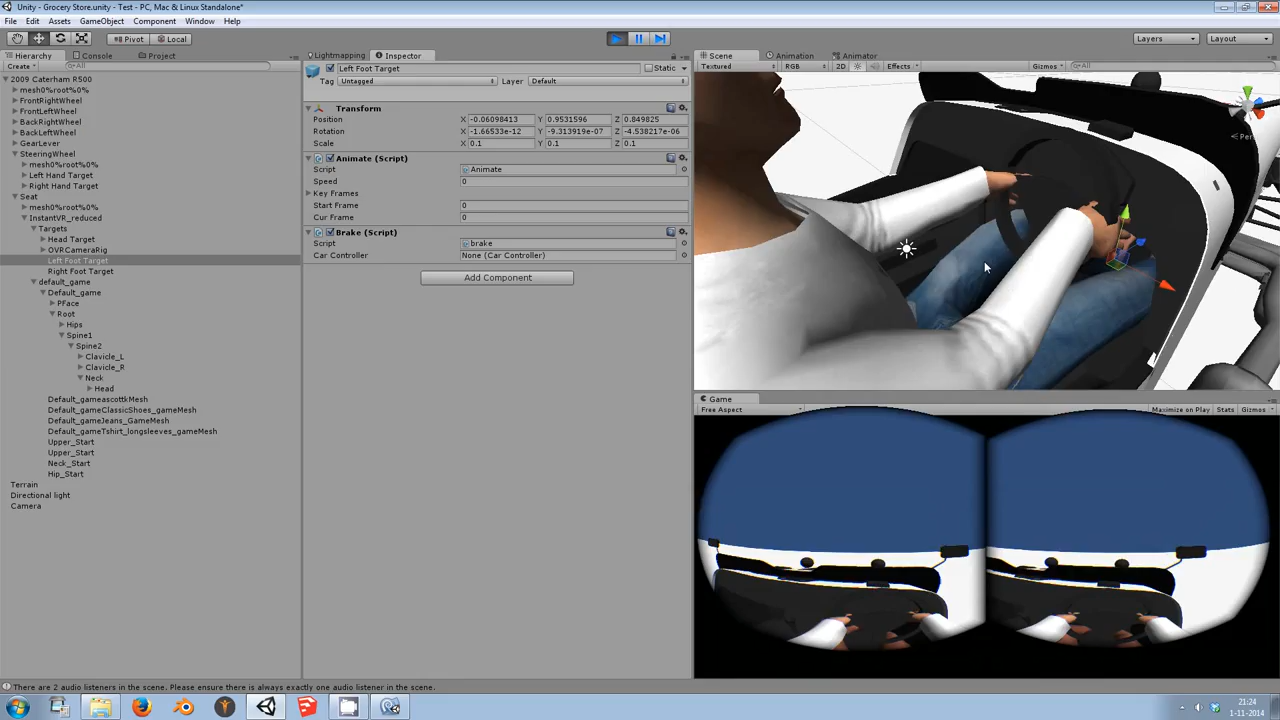 Unity - Grocery Store.unity - Test - PC, Mac & Linux Standalone*
File Edit Assets GameObject Component Window Help
Pivot Local Layers Layout
Hierarchy Console Project
Create All
2009 Caterham R500
mesh0%root%0%
FrontRightWheel
FrontLeftWheel
BackRightWheel
BackLeftWheel
GearLever
SteeringWheel
mesh0%root%0%
Left Hand Target
Right Hand Target
Seat
mesh0%root%0%
InstantVR_reduced
Targets
Head Target
OVRCameraRig
Left Foot Target
Right Foot Target
default_game
Default_game
PFace
Root
Hips
Spine1
Spine2
Clavicle_L
Clavicle_R
Neck
Head
Default_gameascottkMesh
Default_gameClassicShoes_gameMesh
Default_gameJeans_GameMesh
Default_gameTshirt_longsleeves_gameMesh
Upper_Start
Upper_Start
Neck_Start
Hip_Start
Terrain
Directional light
Camera
Lightmapping Inspector
Left Foot Target Static
Tag Untagged Layer Default
Transform
Position X -0.06098413 Y 0.9531596 Z 0.849825
Rotation X -1.66533e-12 Y -9.313919e-07 Z -4.538217e-06
Scale X 0.1 Y 0.1 Z 0.1
Animate (Script)
Script Animate
Speed 0
Key Frames
Start Frame 0
Cur Frame 0
Brake (Script)
Script brake
Car Controller None (Car Controller)
Add Component
Scene Animation Animator
Textured RGB 2D Effects Gizmos All
Per
Game
Free Aspect Maximize on Play Stats Gizmos
There are 2 audio listeners in the scene. Please ensure there is always exactly one audio listener in the scene.
21:24
1-11-2014